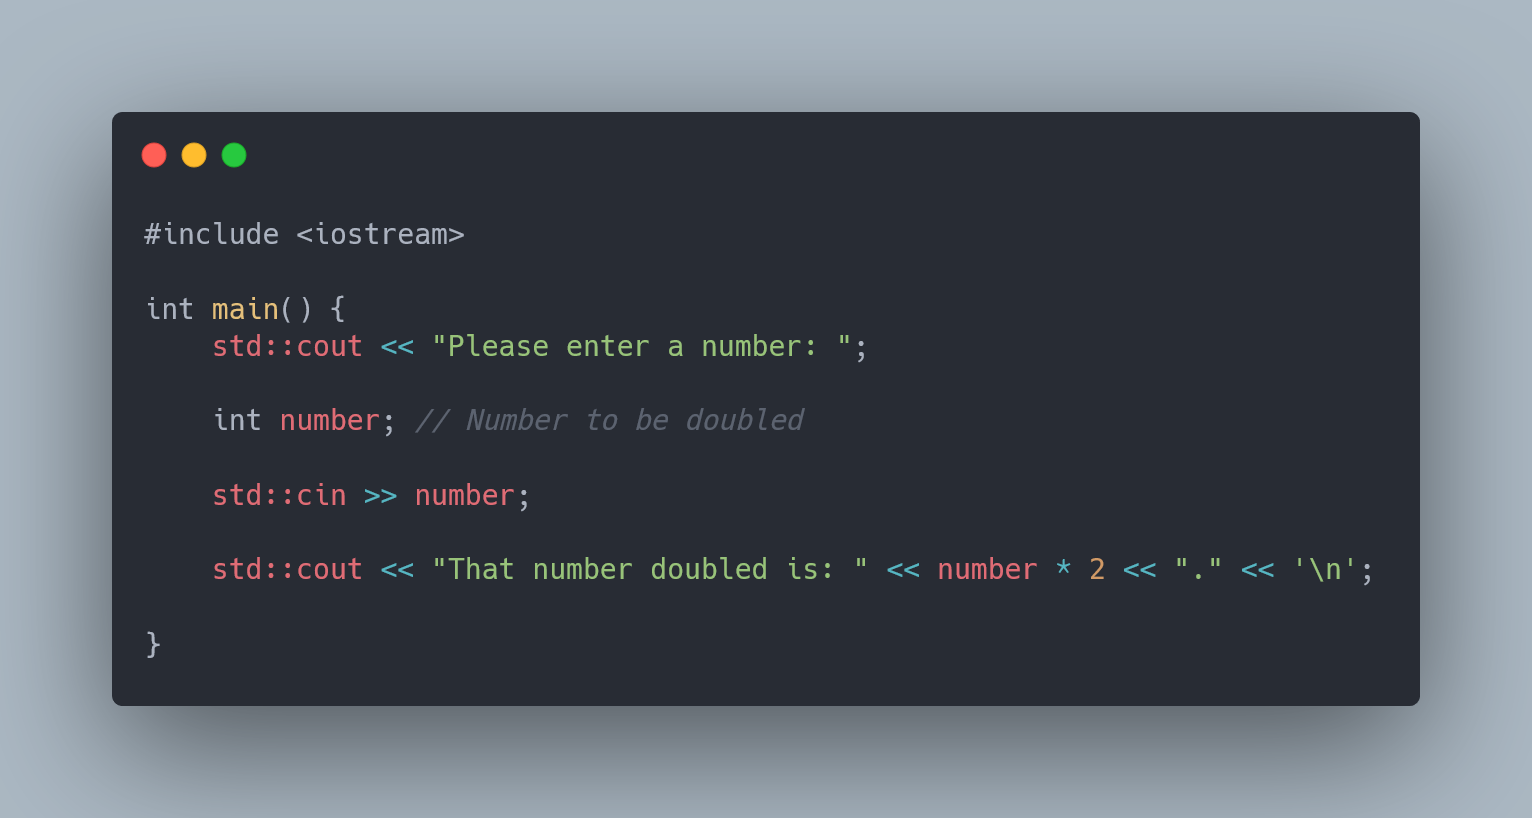 #include <iostream>

int main() {
    std::cout << "Please enter a number: ";

    int number; // Number to be doubled

    std::cin >> number;

    std::cout << "That number doubled is: " << number * 2 << "." << '\n';

}